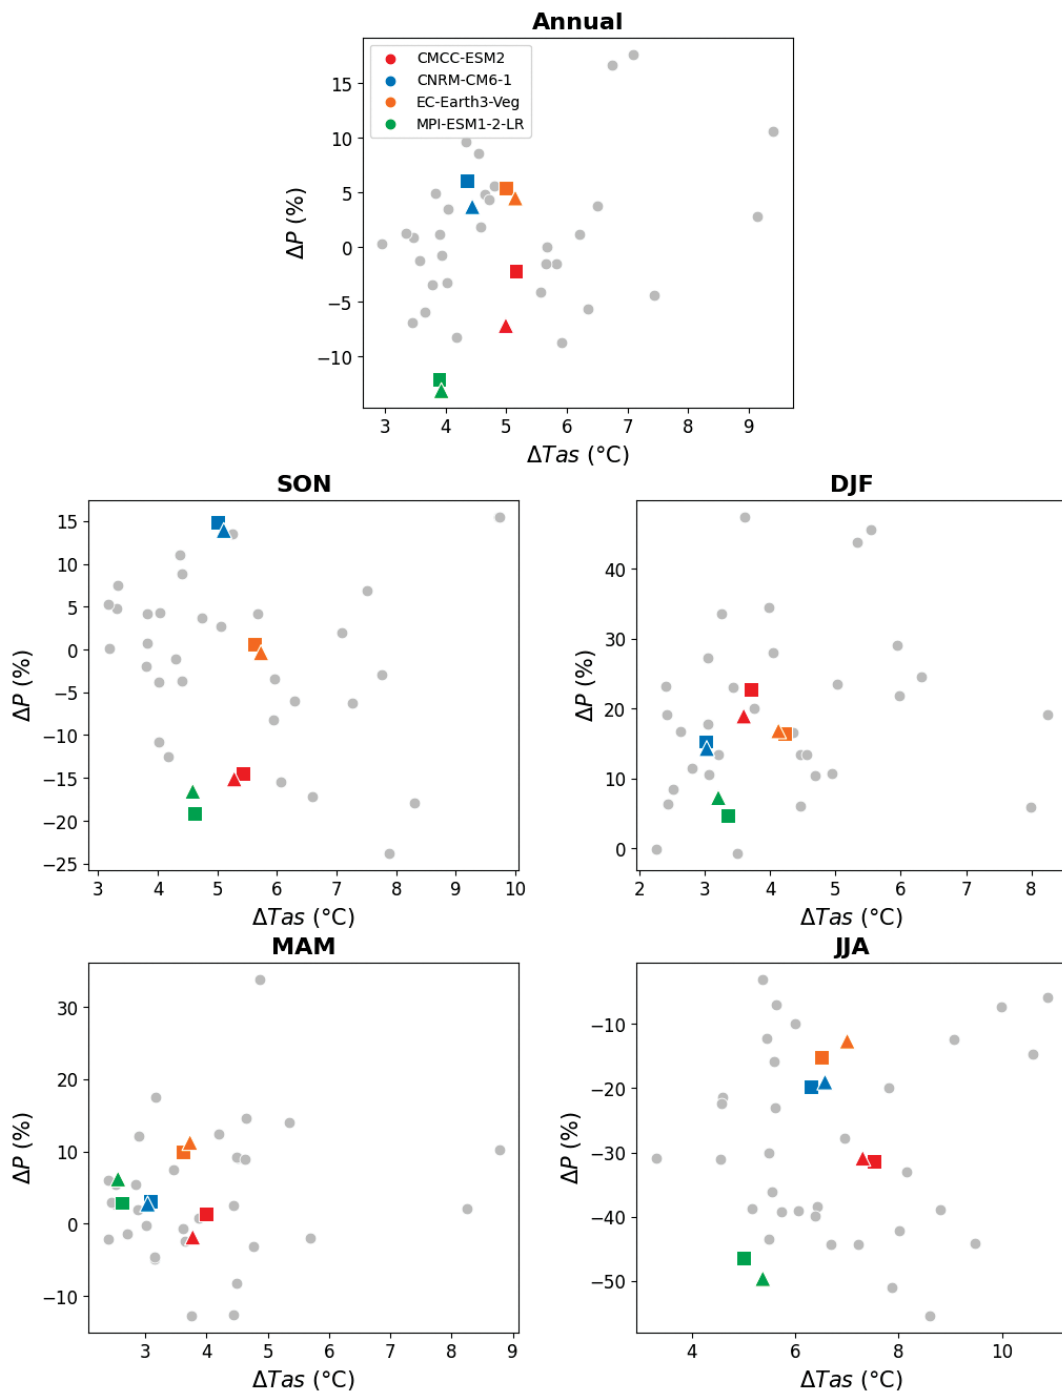 Annual
CMCC-ESM2
CNRM-CM6-1
EC-Earth3-Veg
MPI-ESM1-2-LR
15
10
5
0
−5
−10
ΔP (%)
3 4 5 6 7 8 9
ΔTas (°C)
SON
15
10
5
0
−5
−10
−15
−20
−25
ΔP (%)
3 4 5 6 7 8 9 10
ΔTas (°C)
DJF
40
30
20
10
0
ΔP (%)
2 3 4 5 6 7 8
ΔTas (°C)
MAM
30
20
10
0
−10
ΔP (%)
3 4 5 6 7 8 9
ΔTas (°C)
JJA
−10
−20
−30
−40
−50
ΔP (%)
4 6 8 10
ΔTas (°C)